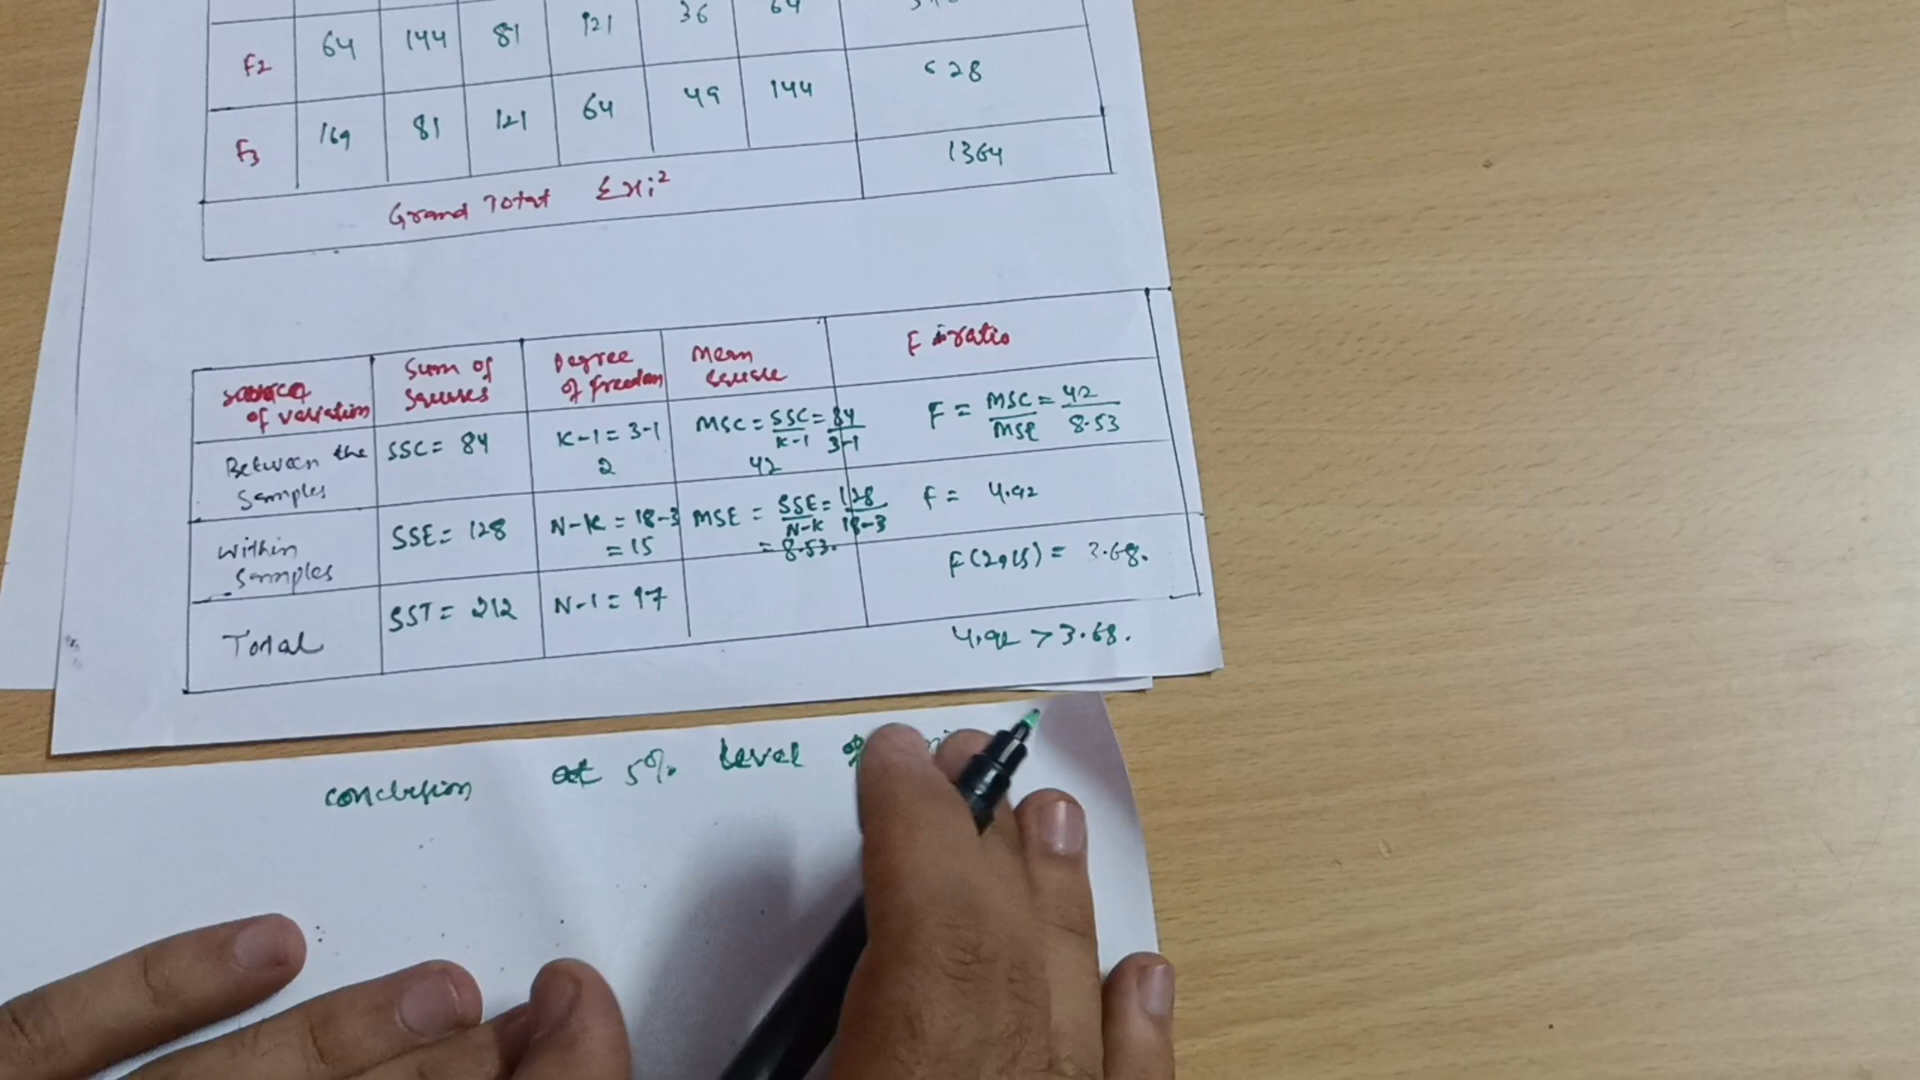 F2 64 144 81 121 36 64
F3 169 81 121 64 49 144 628
Grand Total Σxi² 1364
source of variation Sum of Squares Degree of freedom Mean square F ratio
Between the Samples SSC = 84 K-1 = 3-1 2 MSC = SSC/K-1 = 84/3-1 42 F = MSC/MSE = 42/8.53
Within Samples SSE = 128 N-K = 18-3 = 15 MSE = SSE/N-K = 128/18-3 = 8.53. F = 4.92
Total SST = 212 N-1 = 17 F(2,15) = 3.68.
4.92 > 3.68.
conclusion at 5% level of